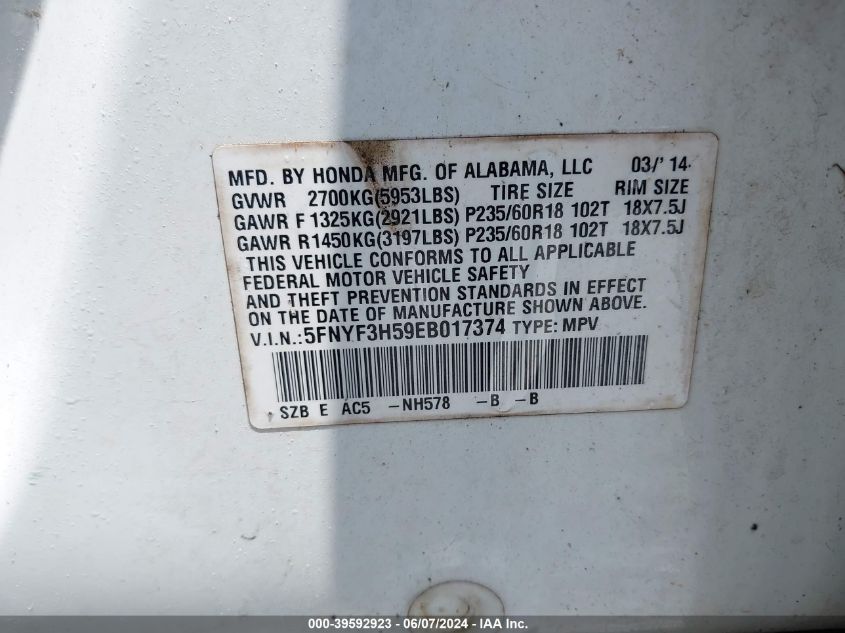 MFD. BY HONDA MFG. OF ALABAMA, LLC 03/'14
GVWR 2700KG(5953LBS) TIRE SIZE RIM SIZE
GAWR F 1325KG(2921LBS) P235/60R18 102T 18X7.5J
GAWR R1450KG(3197LBS) P235/60R18 102T 18X7.5J
THIS VEHICLE CONFORMS TO ALL APPLICABLE
FEDERAL MOTOR VEHICLE SAFETY
AND THEFT PREVENTION STANDARDS IN EFFECT
ON THE DATE OF MANUFACTURE SHOWN ABOVE.
V.I.N.:5FNYF3H59EB017374 TYPE: MPV
SZB E AC5 -NH578 -B -B
000-39592923 - 06/07/2024 - IAA Inc.